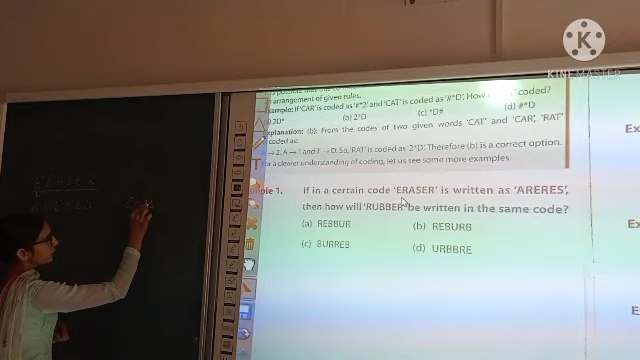 KINEMASTER
an arrangement of given rules.
Example: If 'CAR' is coded as '#*2' and 'CAT' is coded as '#*D'. How coded?
2D* (b) 2*D (c) *D# (d) #*D
Explanation: (b): From the codes of two given words 'CAT' and 'CAR', 'RAT'
coded as:
→ 2, A → * and T → D. So, 'RAT' is coded as '2*D'. Therefore (b) is a correct option.
For a clearer understanding of coding, let us see some more examples.
ple 1. If in a certain code 'ERASER' is written as 'ARERES',
then how will 'RUBBER' be written in the same code?
(a) REBBUR (b) REBURB
(c) BURREB (d) URBBRE
Ex
Ex
E
ERASER
ARERES